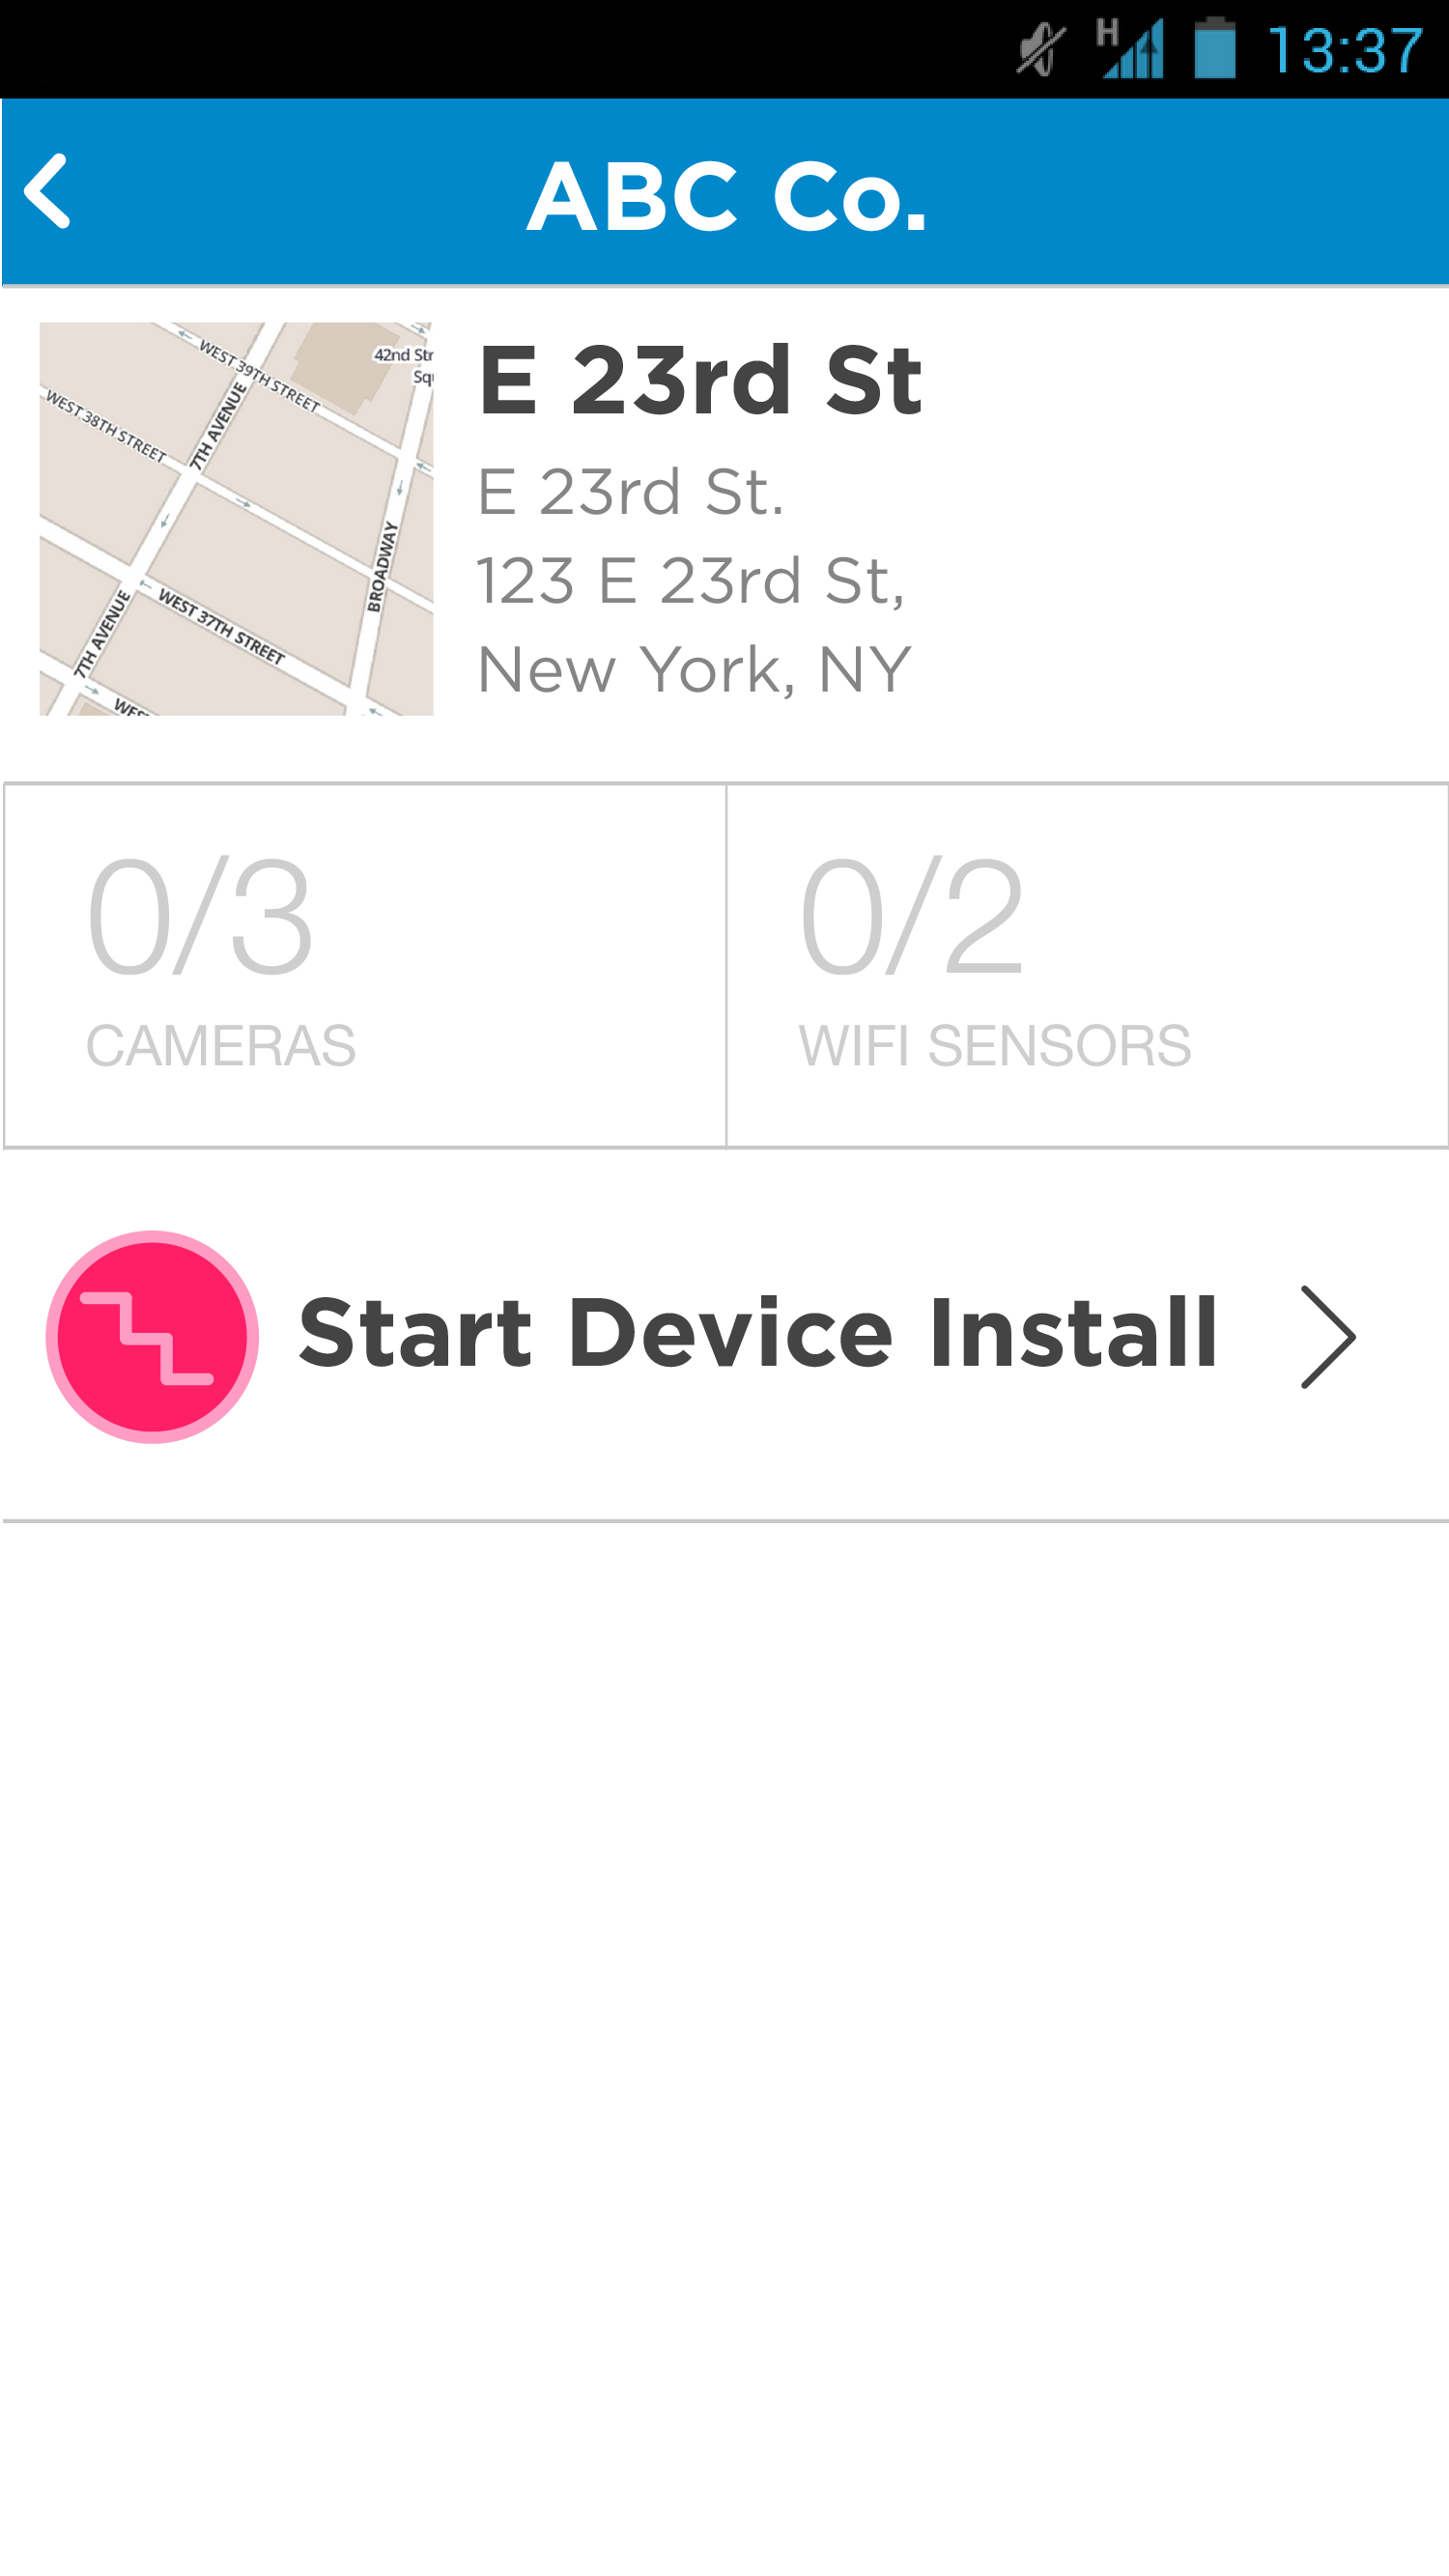 H
13:37
ABC Co.
WEST 39TH STREET
42nd Str
Squ
WEST 38TH STREET
7TH AVENUE
BROADWAY
WEST 37TH STREET
7TH AVENUE
WES
E 23rd St
E 23rd St.
123 E 23rd St,
New York, NY
0/3
CAMERAS
0/2
WIFI SENSORS
Start Device Install